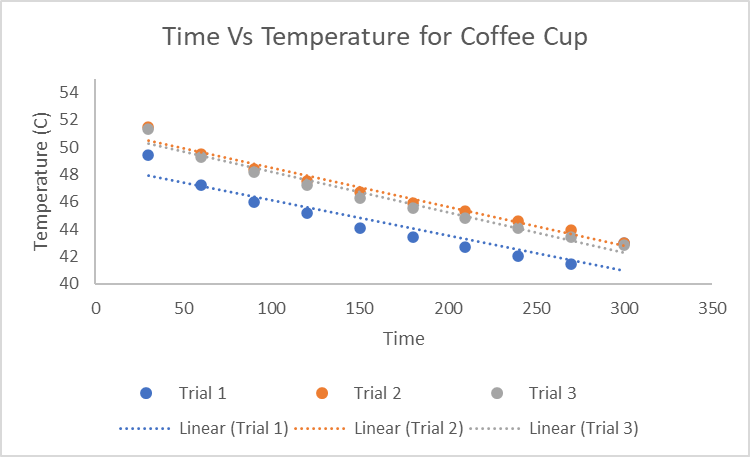 Time Vs Temperature for Coffee Cup
Temperature (C)
54
52
50
48
46
44
42
40
0 50 100 150 200 250 300 350
Time
Trial 1 Trial 2 Trial 3
Linear (Trial 1) Linear (Trial 2) Linear (Trial 3)